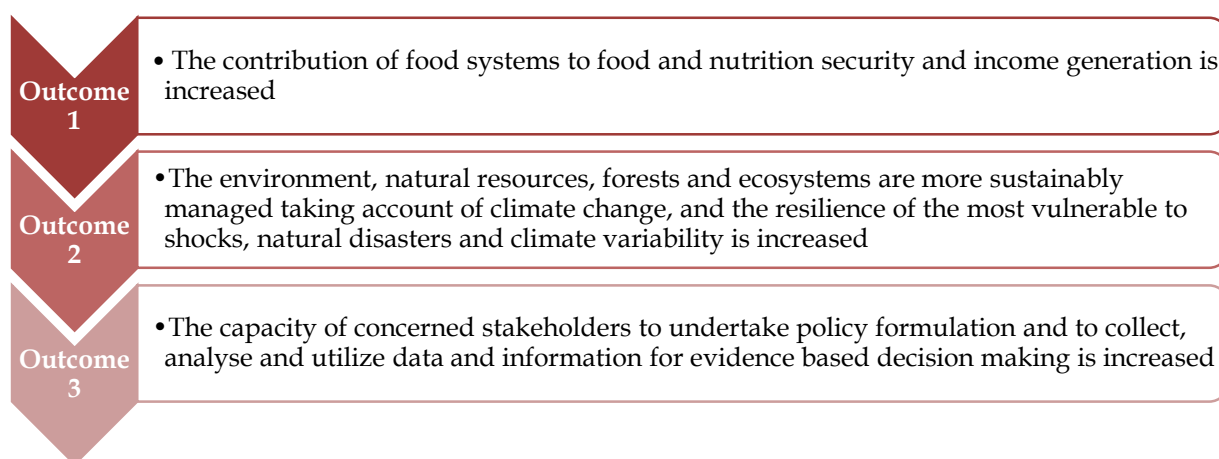 Outcome
1
• The contribution of food systems to food and nutrition security and income generation is
increased
Outcome
2
•The environment, natural resources, forests and ecosystems are more sustainably
managed taking account of climate change, and the resilience of the most vulnerable to
shocks, natural disasters and climate variability is increased
Outcome
3
•The capacity of concerned stakeholders to undertake policy formulation and to collect,
analyse and utilize data and information for evidence based decision making is increased